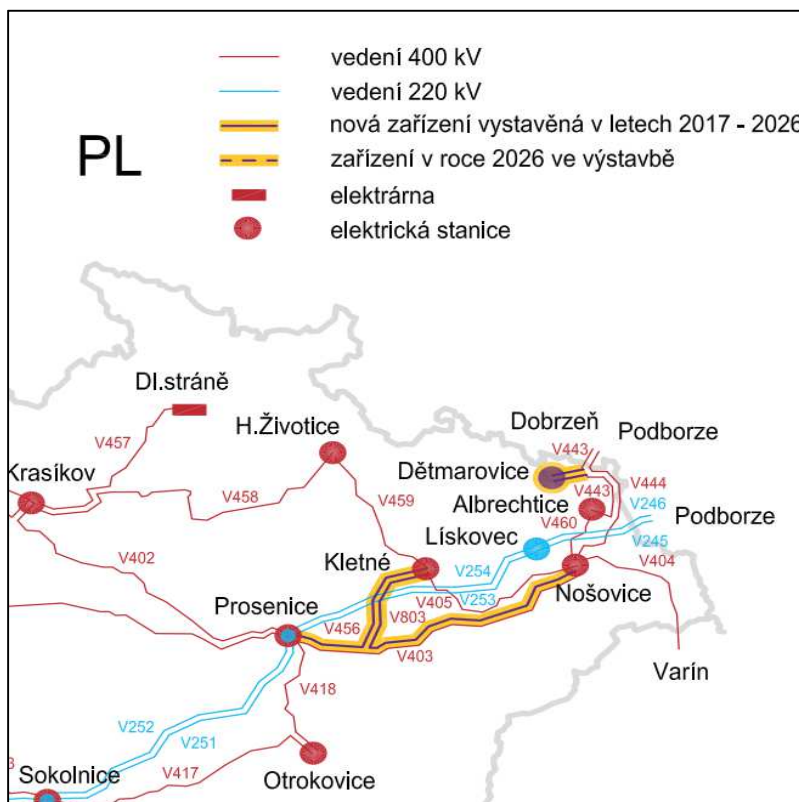 vedení 400 kV
vedení 220 kV
nová zařízení vystavěná v letech 2017 - 2026
zařízení v roce 2026 ve výstavbě
elektrárna
elektrická stanice
PL
Dl.stráně
V457
Krasíkov
H.Životice
V458
V459
V402
Dobrzeň
V443
Podborze
Dětmarovice
V444
Albrechtice
V443
V246
V460
Podborze
Lískovec
V245
V404
Kletné
V254
V405
V253
Nošovice
Prosenice
V456
V803
V403
Varín
V418
V252
V251
Sokolnice
V417
Otrokovice